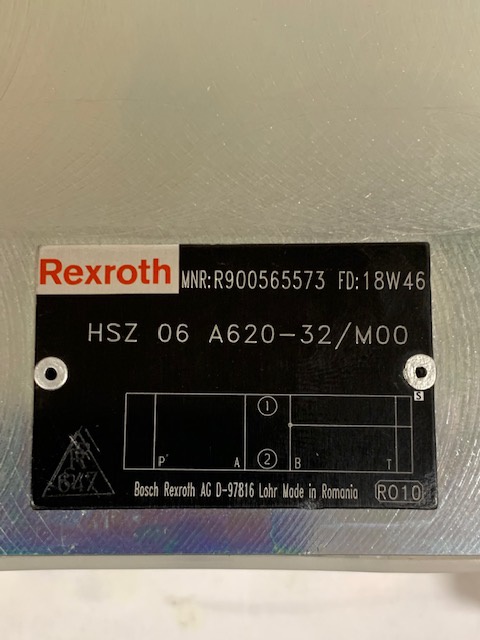 Rexroth MNR:R900565573 FD:18W46
HSZ 06 A620-32/M00
1
S
2
P A B T
647
Bosch Rexroth AG D-97816 Lohr Made in Romania R010